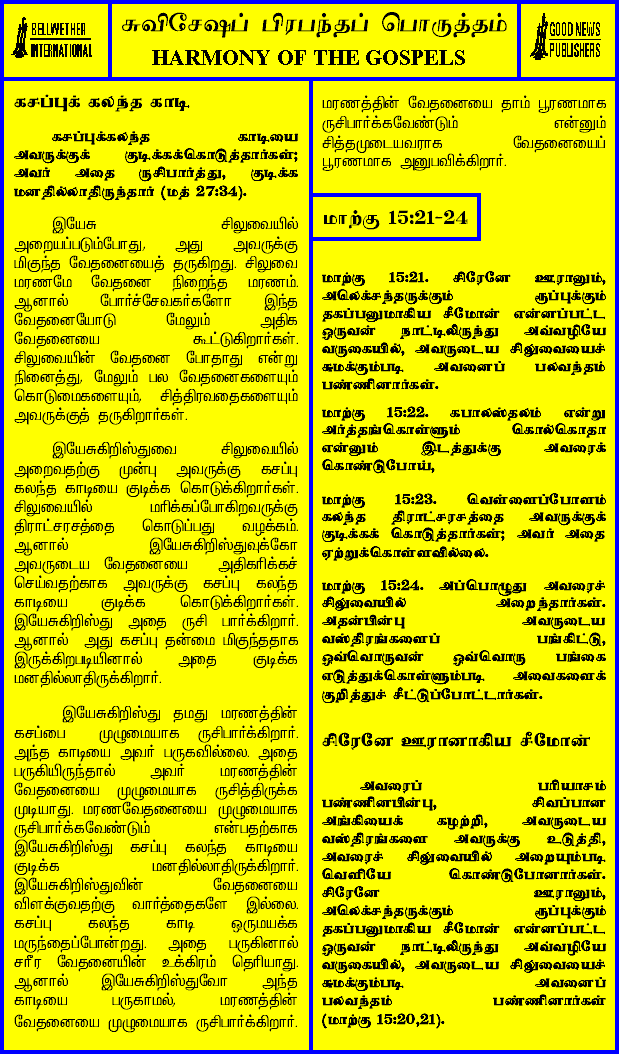 BELLWETHER
INTERNATIONAL
சுவிசேஷப் பிரபந்தப் பொருத்தம்
HARMONY OF THE GOSPELS
GOOD NEWS
PUBLISHERS
கசப்புக் கலந்த காடி
கசப்புக்கலந்த காடியை
அவருக்குக் குடிக்கக்கொடுத்தார்கள்;
அவர் அதை ருசிபார்த்து, குடிக்க
மனதில்லாதிருந்தார் (மத் 27:34).
இயேசு சிலுவையில்
அறையப்படும்போது, அது அவருக்கு
மிகுந்த வேதனையைத் தருகிறது. சிலுவை
மரணமே வேதனை நிறைந்த மரணம்.
ஆனால் போர்ச்சேவகர்களோ இந்த
வேதனையோடு மேலும் அதிக
வேதனையை கூட்டுகிறார்கள்.
சிலுவையின் வேதனை போதாது என்று
நினைத்து, மேலும் பல வேதனைகளையும்
கொடுமைகளையும், சித்திரவதைகளையும்
அவருக்குத் தருகிறார்கள்.
இயேசுகிறிஸ்துவை சிலுவையில்
அறைவதற்கு முன்பு அவருக்கு கசப்பு
கலந்த காடியை குடிக்க கொடுக்கிறார்கள்.
சிலுவையில் மரிக்கப்போகிறவருக்கு
திராட்சரசத்தை கொடுப்பது வழக்கம்.
ஆனால் இயேசுகிறிஸ்துவுக்கோ
அவருடைய வேதனையை அதிகரிக்கச்
செய்வதற்காக அவருக்கு கசப்பு கலந்த
காடியை குடிக்க கொடுக்கிறார்கள்.
இயேசுகிறிஸ்து அதை ருசி பார்க்கிறார்.
ஆனால் அது கசப்பு தன்மை மிகுந்ததாக
இருக்கிறபடியினால் அதை குடிக்க
மனதில்லாதிருக்கிறார்.
இயேசுகிறிஸ்து தமது மரணத்தின்
கசப்பை முழுமையாக ருசிபார்க்கிறார்.
அந்த காடியை அவர் பருகவில்லை. அதை
பருகியிருந்தால் அவர் மரணத்தின்
வேதனையை முழுமையாக ருசித்திருக்க
முடியாது. மரணவேதனையை முழுமையாக
ருசிபார்க்கவேண்டும் என்பதற்காக
இயேசுகிறிஸ்து கசப்பு கலந்த காடியை
குடிக்க மனதில்லாதிருக்கிறார்.
இயேசுகிறிஸ்துவின் வேதனையை
விளக்குவதற்கு வார்த்தைகளே இல்லை.
கசப்பு கலந்த காடி ஒருமயக்க
மருந்தைப்போன்றது. அதை பருகினால்
சரீர வேதனையின் உக்கிரம் தெரியாது.
ஆனால் இயேசுகிறிஸ்துவோ அந்த
காடியை பருகாமல், மரணத்தின்
வேதனையை முழுமையாக ருசிபார்க்கிறார்.
மரணத்தின் வேதனையை தாம் பூரணமாக
ருசிபார்க்கவேண்டும் என்னும்
சித்தமுடையவராக வேதனையைப்
பூரணமாக அனுபவிக்கிறார்.
மாற்கு 15:21-24
மாற்கு 15:21. சிரேனே ஊரானும்,
அலெக்சந்தருக்கும் ரூப்புக்கும்
தகப்பனுமாகிய சீமோன் என்னப்பட்ட
ஒருவன் நாட்டிலிருந்து அவ்வழியே
வருகையில், அவருடைய சிலுவையைச்
சுமக்கும்படி அவனைப் பலவந்தம்
பண்ணினார்கள்.
மாற்கு 15:22. கபாலஸ்தலம் என்று
அர்த்தங்கொள்ளும் கொல்கொதா
என்னும் இடத்துக்கு அவரைக்
கொண்டுபோய்,
மாற்கு 15:23. வெள்ளைப்போளம்
கலந்த திராட்சரசத்தை அவருக்குக்
குடிக்கக் கொடுத்தார்கள்; அவர் அதை
ஏற்றுக்கொள்ளவில்லை.
மாற்கு 15:24. அப்பொழுது அவரைச்
சிலுவையில் அறைந்தார்கள்.
அதன்பின்பு அவருடைய
வஸ்திரங்களைப் பங்கிட்டு,
ஒவ்வொருவன் ஒவ்வொரு பங்கை
எடுத்துக்கொள்ளும்படி அவைகளைக்
குறித்துச் சீட்டுப்போட்டார்கள்.
சிரேனே ஊரானாகிய சீமோன்
அவரைப் பரியாசம்
பண்ணினபின்பு, சிவப்பான
அங்கியைக் கழற்றி, அவருடைய
வஸ்திரங்களை அவருக்கு உடுத்தி,
அவரைச் சிலுவையில் அறையும்படி
வெளியே கொண்டுபோனார்கள்.
சிரேனே ஊரானும்,
அலெக்சந்தருக்கும் ரூப்புக்கும்
தகப்பனுமாகிய சீமோன் என்னப்பட்ட
ஒருவன் நாட்டிலிருந்து அவ்வழியே
வருகையில், அவருடைய சிலுவையைச்
சுமக்கும்படி அவனைப்
பலவந்தம் பண்ணினார்கள்
(மாற்கு 15:20,21).